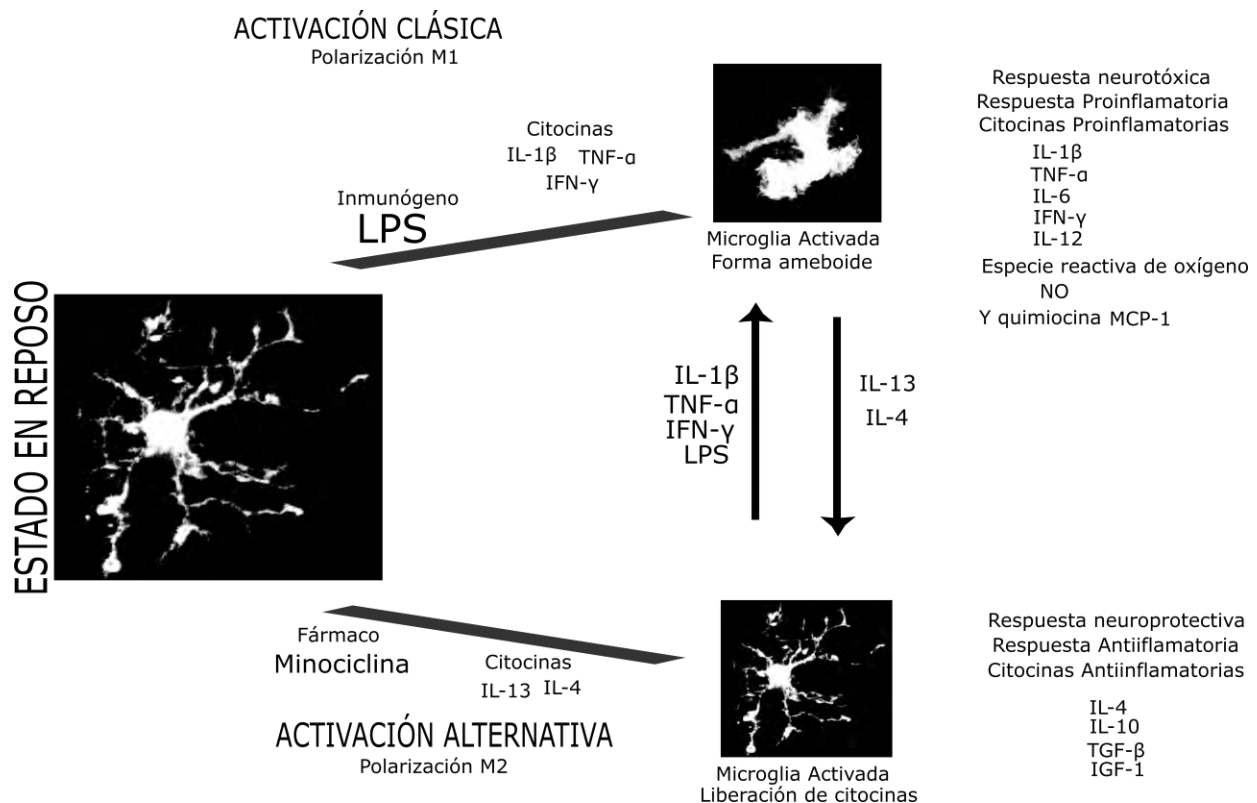 ACTIVACIÓN CLÁSICA
Polarización M1
Citocinas
IL-1β TNF-α
IFN-γ
Inmunógeno
LPS
Microglia Activada
Forma ameboide
Respuesta neurotóxica
Respuesta Proinflamatoria
Citocinas Proinflamatorias
IL-1β
TNF-α
IL-6
IFN-γ
IL-12
Especie reactiva de oxígeno
NO
Y quimiocina MCP-1
ESTADO EN REPOSO
IL-1β
TNF-α
IFN-γ
LPS
IL-13
IL-4
Fármaco
Minociclina
Citocinas
IL-13 IL-4
ACTIVACIÓN ALTERNATIVA
Polarización M2
Microglia Activada
Liberación de citocinas
Respuesta neuroprotectiva
Respuesta Antiiflamatoria
Citocinas Antiinflamatorias
IL-4
IL-10
TGF-β
IGF-1